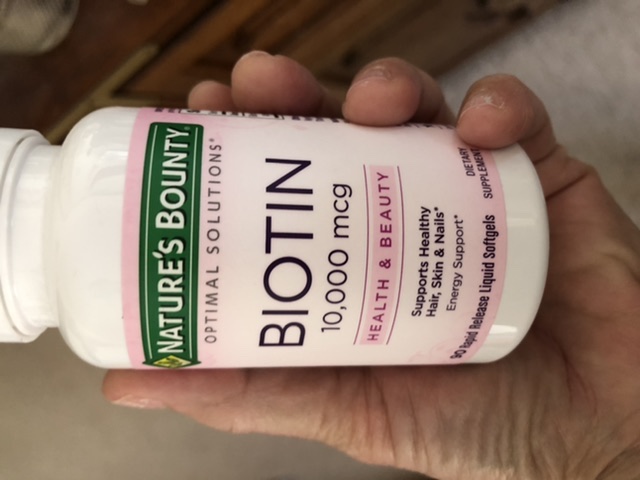 NATURE'S BOUNTY
OPTIMAL SOLUTIONS*
BIOTIN
10,000 mcg
HEALTH & BEAUTY
Supports Healthy
Hair, Skin & Nails*
Energy Support*
90 Rapid Release Liquid Softgels
DIETARY
SUPPLEMENT